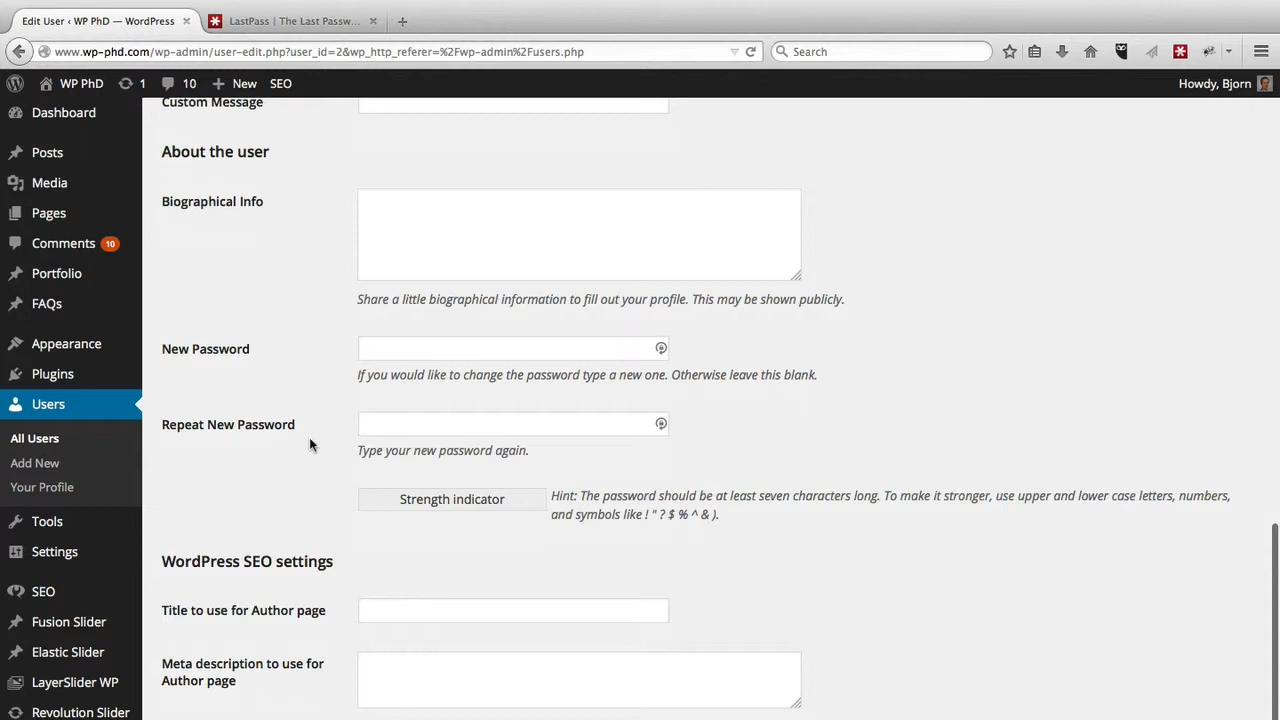 Edit User ‹ WP PhD — WordPress
LastPass | The Last Passw...
www.wp-phd.com/wp-admin/user-edit.php?user_id=2&wp_http_referer=%2Fwp-admin%2Fusers.php
Search
WP PhD
1
10
New
SEO
Howdy, Bjorn
Dashboard
Posts
Media
Pages
Comments 10
Portfolio
FAQs
Appearance
Plugins
Users
All Users
Add New
Your Profile
Tools
Settings
SEO
Fusion Slider
Elastic Slider
LayerSlider WP
Revolution Slider
Custom Message
About the user
Biographical Info
Share a little biographical information to fill out your profile. This may be shown publicly.
New Password
If you would like to change the password type a new one. Otherwise leave this blank.
Repeat New Password
Type your new password again.
Strength indicator
Hint: The password should be at least seven characters long. To make it stronger, use upper and lower case letters, numbers,
and symbols like ! " ? $ % ^ & ).
WordPress SEO settings
Title to use for Author page
Meta description to use for
Author page